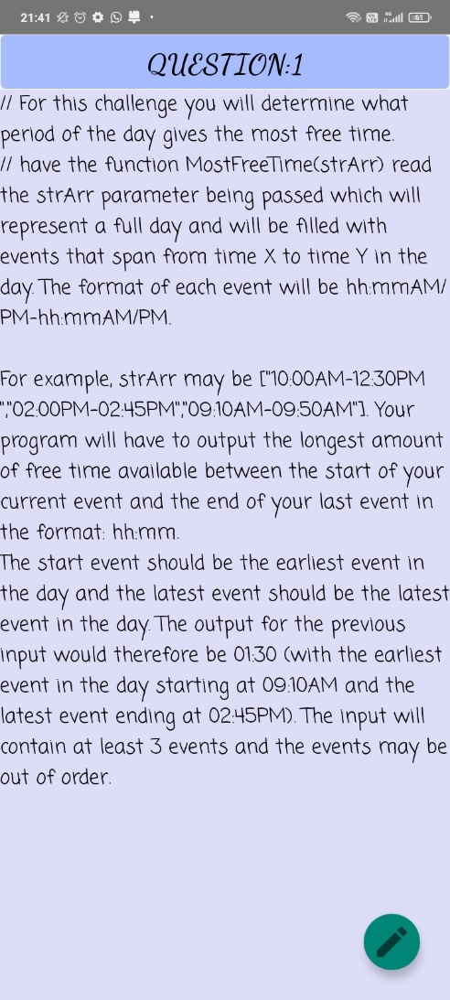 21:41
4G
61
QUESTION:1
// For this challenge you will determine what
period of the day gives the most free time.
// have the function MostFreeTime(strArr) read
the strArr parameter being passed which will
represent a full day and will be filled with
events that span from time X to time Y in the
day. The format of each event will be hh:mmAM/
PM-hh:mmAM/PM.
For example, strArr may be ["10:00AM-12:30PM
","02:00PM-02:45PM","09:10AM-09:50AM"]. Your
program will have to output the longest amount
of free time available between the start of your
current event and the end of your last event in
the format: hh:mm.
The start event should be the earliest event in
the day and the latest event should be the latest
event in the day. The output for the previous
input would therefore be 01:30 (with the earliest
event in the day starting at 09:10AM and the
latest event ending at 02:45PM). The input will
contain at least 3 events and the events may be
out of order.